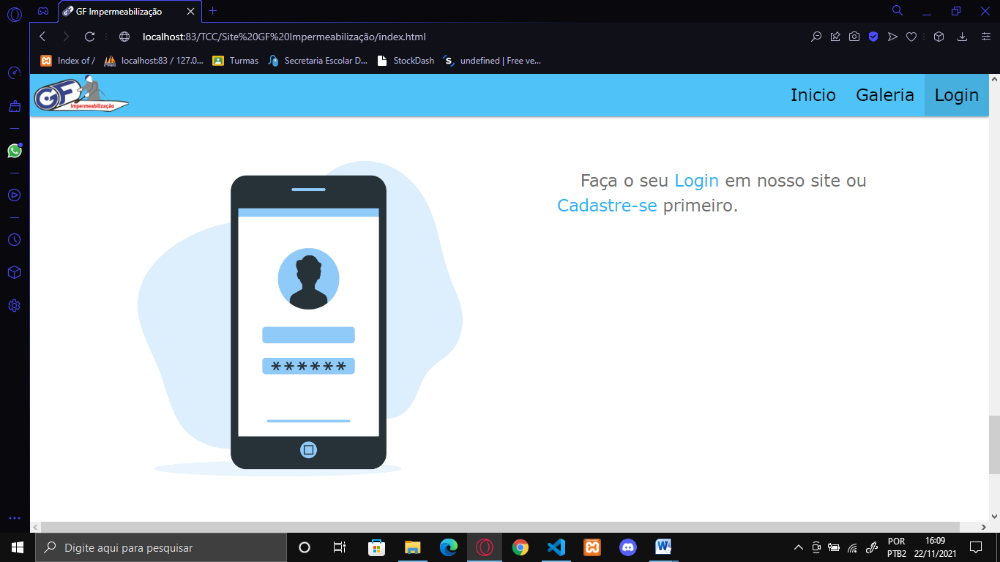 GF Impermeabilização
localhost:83/TCC/Site%20GF%20Impermeabilização/index.html
Index of /
localhost:83 / 127.0...
Turmas
Secretaria Escolar D...
StockDash
undefined | Free ve...
GF
Impermeabilização
Inicio
Galeria
Login
Faça o seu Login em nosso site ou
Cadastre-se primeiro.
******
Digite aqui para pesquisar
POR
PTB2
16:09
22/11/2021